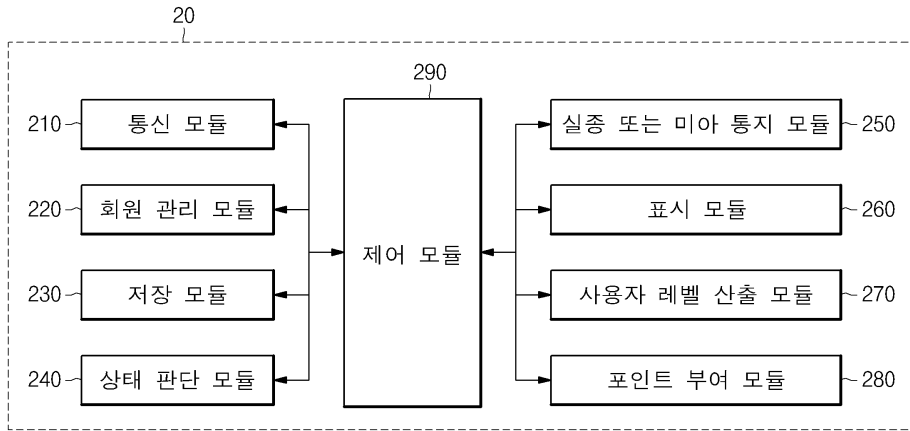 20
290
210 통신 모듈
220 회원 관리 모듈
230 저장 모듈
240 상태 판단 모듈
제어 모듈
실종 또는 미아 통지 모듈 250
표시 모듈 260
사용자 레벨 산출 모듈 270
포인트 부여 모듈 280